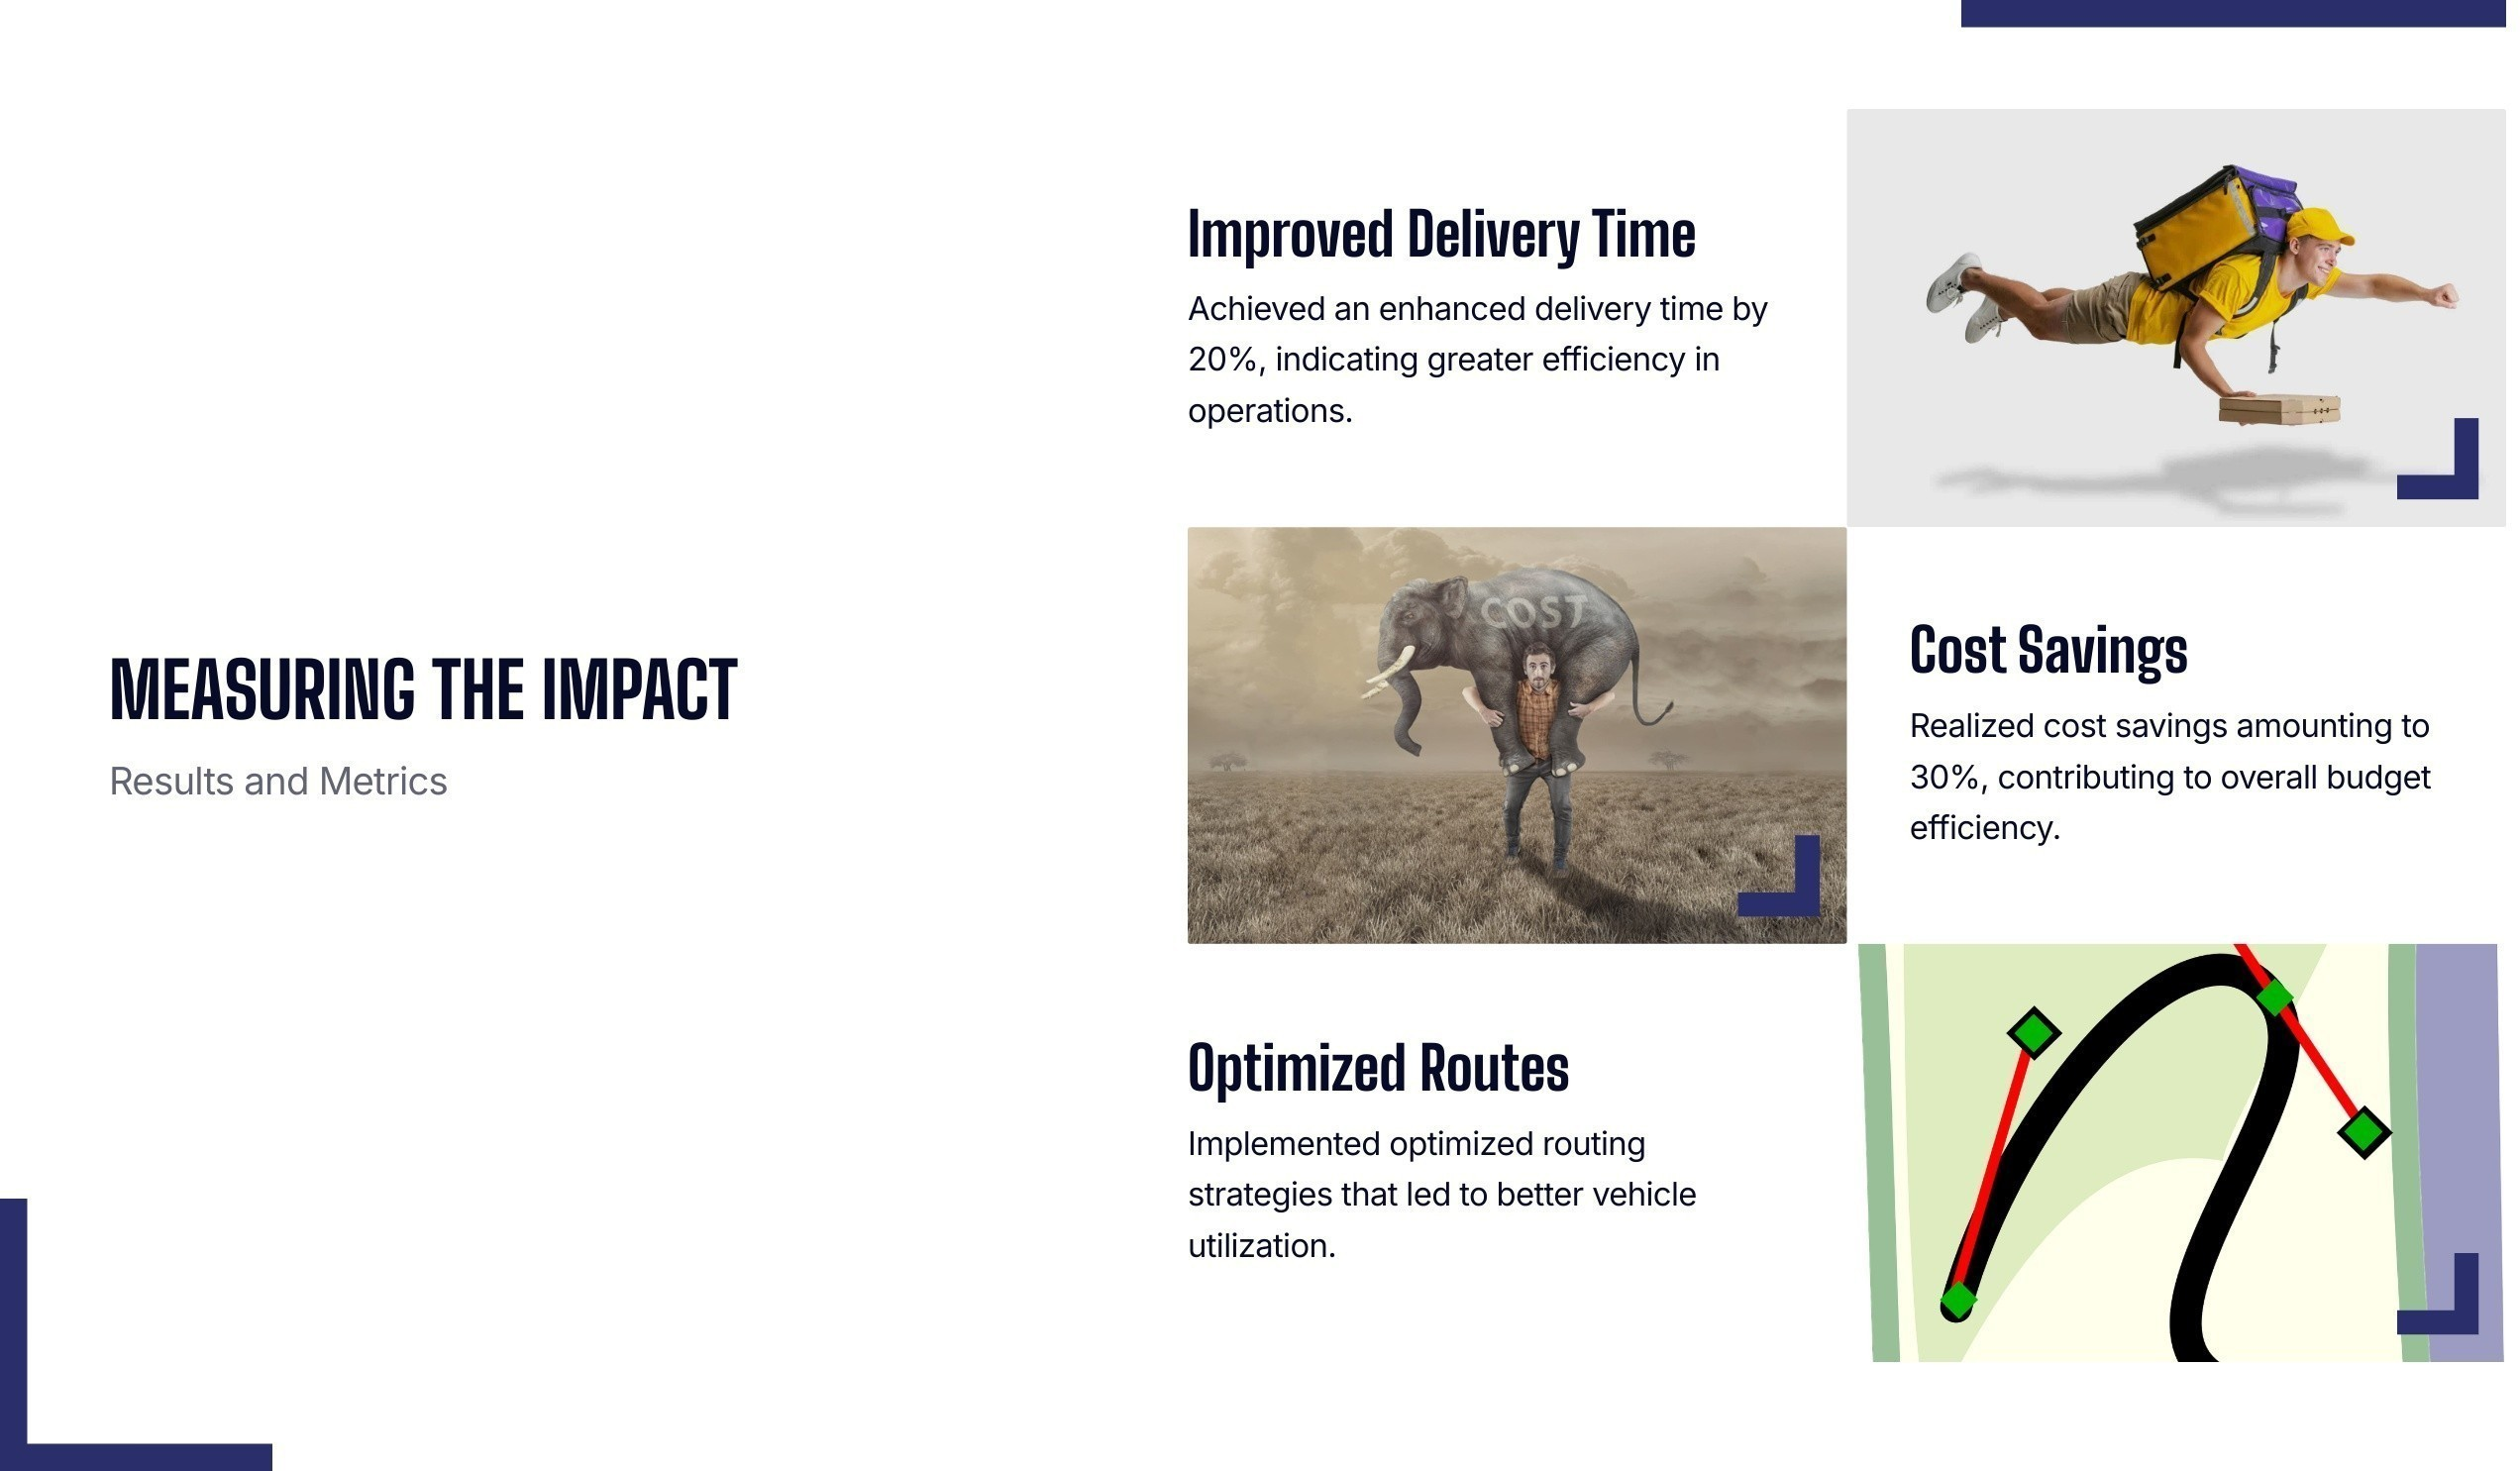 MEASURING THE IMPACT
Results and Metrics
Improved Delivery Time
Achieved an enhanced delivery time by
20%, indicating greater efficiency in
operations.
COST
Cost Savings
Realized cost savings amounting to
30%, contributing to overall budget
efficiency.
Optimized Routes
Implemented optimized routing
strategies that led to better vehicle
utilization.